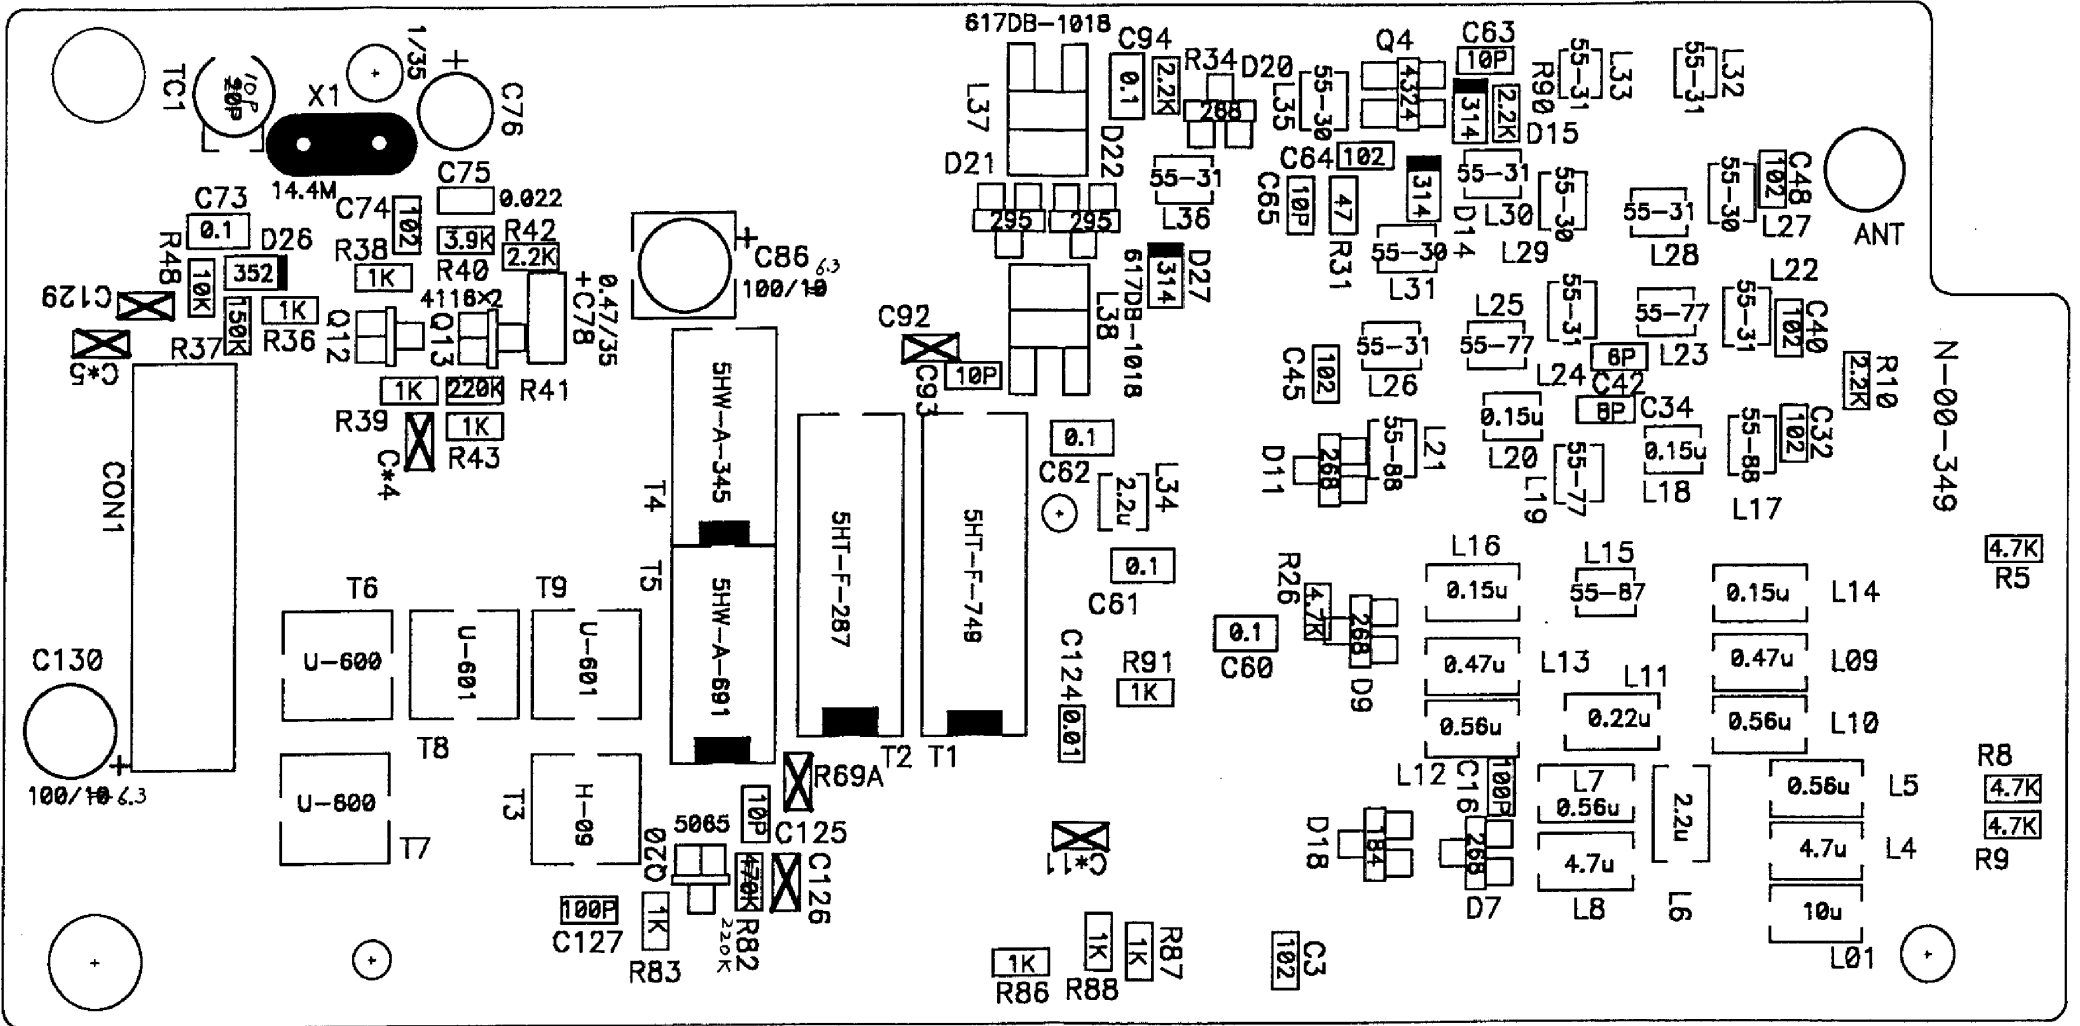 617DB-1018
TC1
10P
20P
X1
1/35
+
C76
14.4M
C75
0.022
C73
0.1
C74
102
R38
1K
3.9K
R40
R42
2.2K
R48
10K
D26
352
C129
C*5
150K
R37
1K
R36
Q12
4116×2
Q13
+C78
0.47/35
+
C86
6.3
100/10
1K
R39
220K
R41
1K
R43
C*4
CON1
C130
+
100/10 6.3
T6
U-600
U-601
T8
T9
U-601
U-600
T7
T3
H-09
T4
5HW-A-345
T5
5HW-A-691
5HT-F-287
T2
5HT-F-749
T1
R69A
10P
C125
5065
Q20
470K
R82
220K
C126
100P
C127
1K
R83
L37
C94
0.1
2.2K
R34
D20
268
D21
D22
295
295
55-31
L36
D27
314
617DB-1018
L38
C92
C93
10P
0.1
C62
L34
2.2u
0.1
C61
C124
0.01
R91
1K
0.1
C60
C*11
1K
R86
1K
R88
1K
R87
102
C3
L35
55-30
Q4
4324
C63
10P
314
2.2K
R90
D15
55-31
L33
55-31
L32
C64
102
C65
10P
47
R31
314
D14
55-31
L30
55-30
L29
55-30
L31
55-31
L28
55-30
L27
102
C48
ANT
L25
55-77
55-31
L24
55-77
L23
L22
55-31
102
C40
2.2K
R10
N-00-349
C45
102
55-31
L26
6P
C42
8P
C34
0.15u
L20
55-77
L19
0.15u
L18
55-88
L17
102
C32
D11
268
55-88
L21
R26
4.7K
268
D9
L16
0.15u
L15
55-87
0.15u
L14
4.7K
R5
0.47u
L13
0.47u
L09
L11
0.22u
0.56u
L12
0.56u
L10
C16
100P
L7
0.56u
2.2u
L6
0.56u
L5
R8
4.7K
4.7K
R9
D18
184
268
D7
4.7u
L8
4.7u
L4
10u
L01